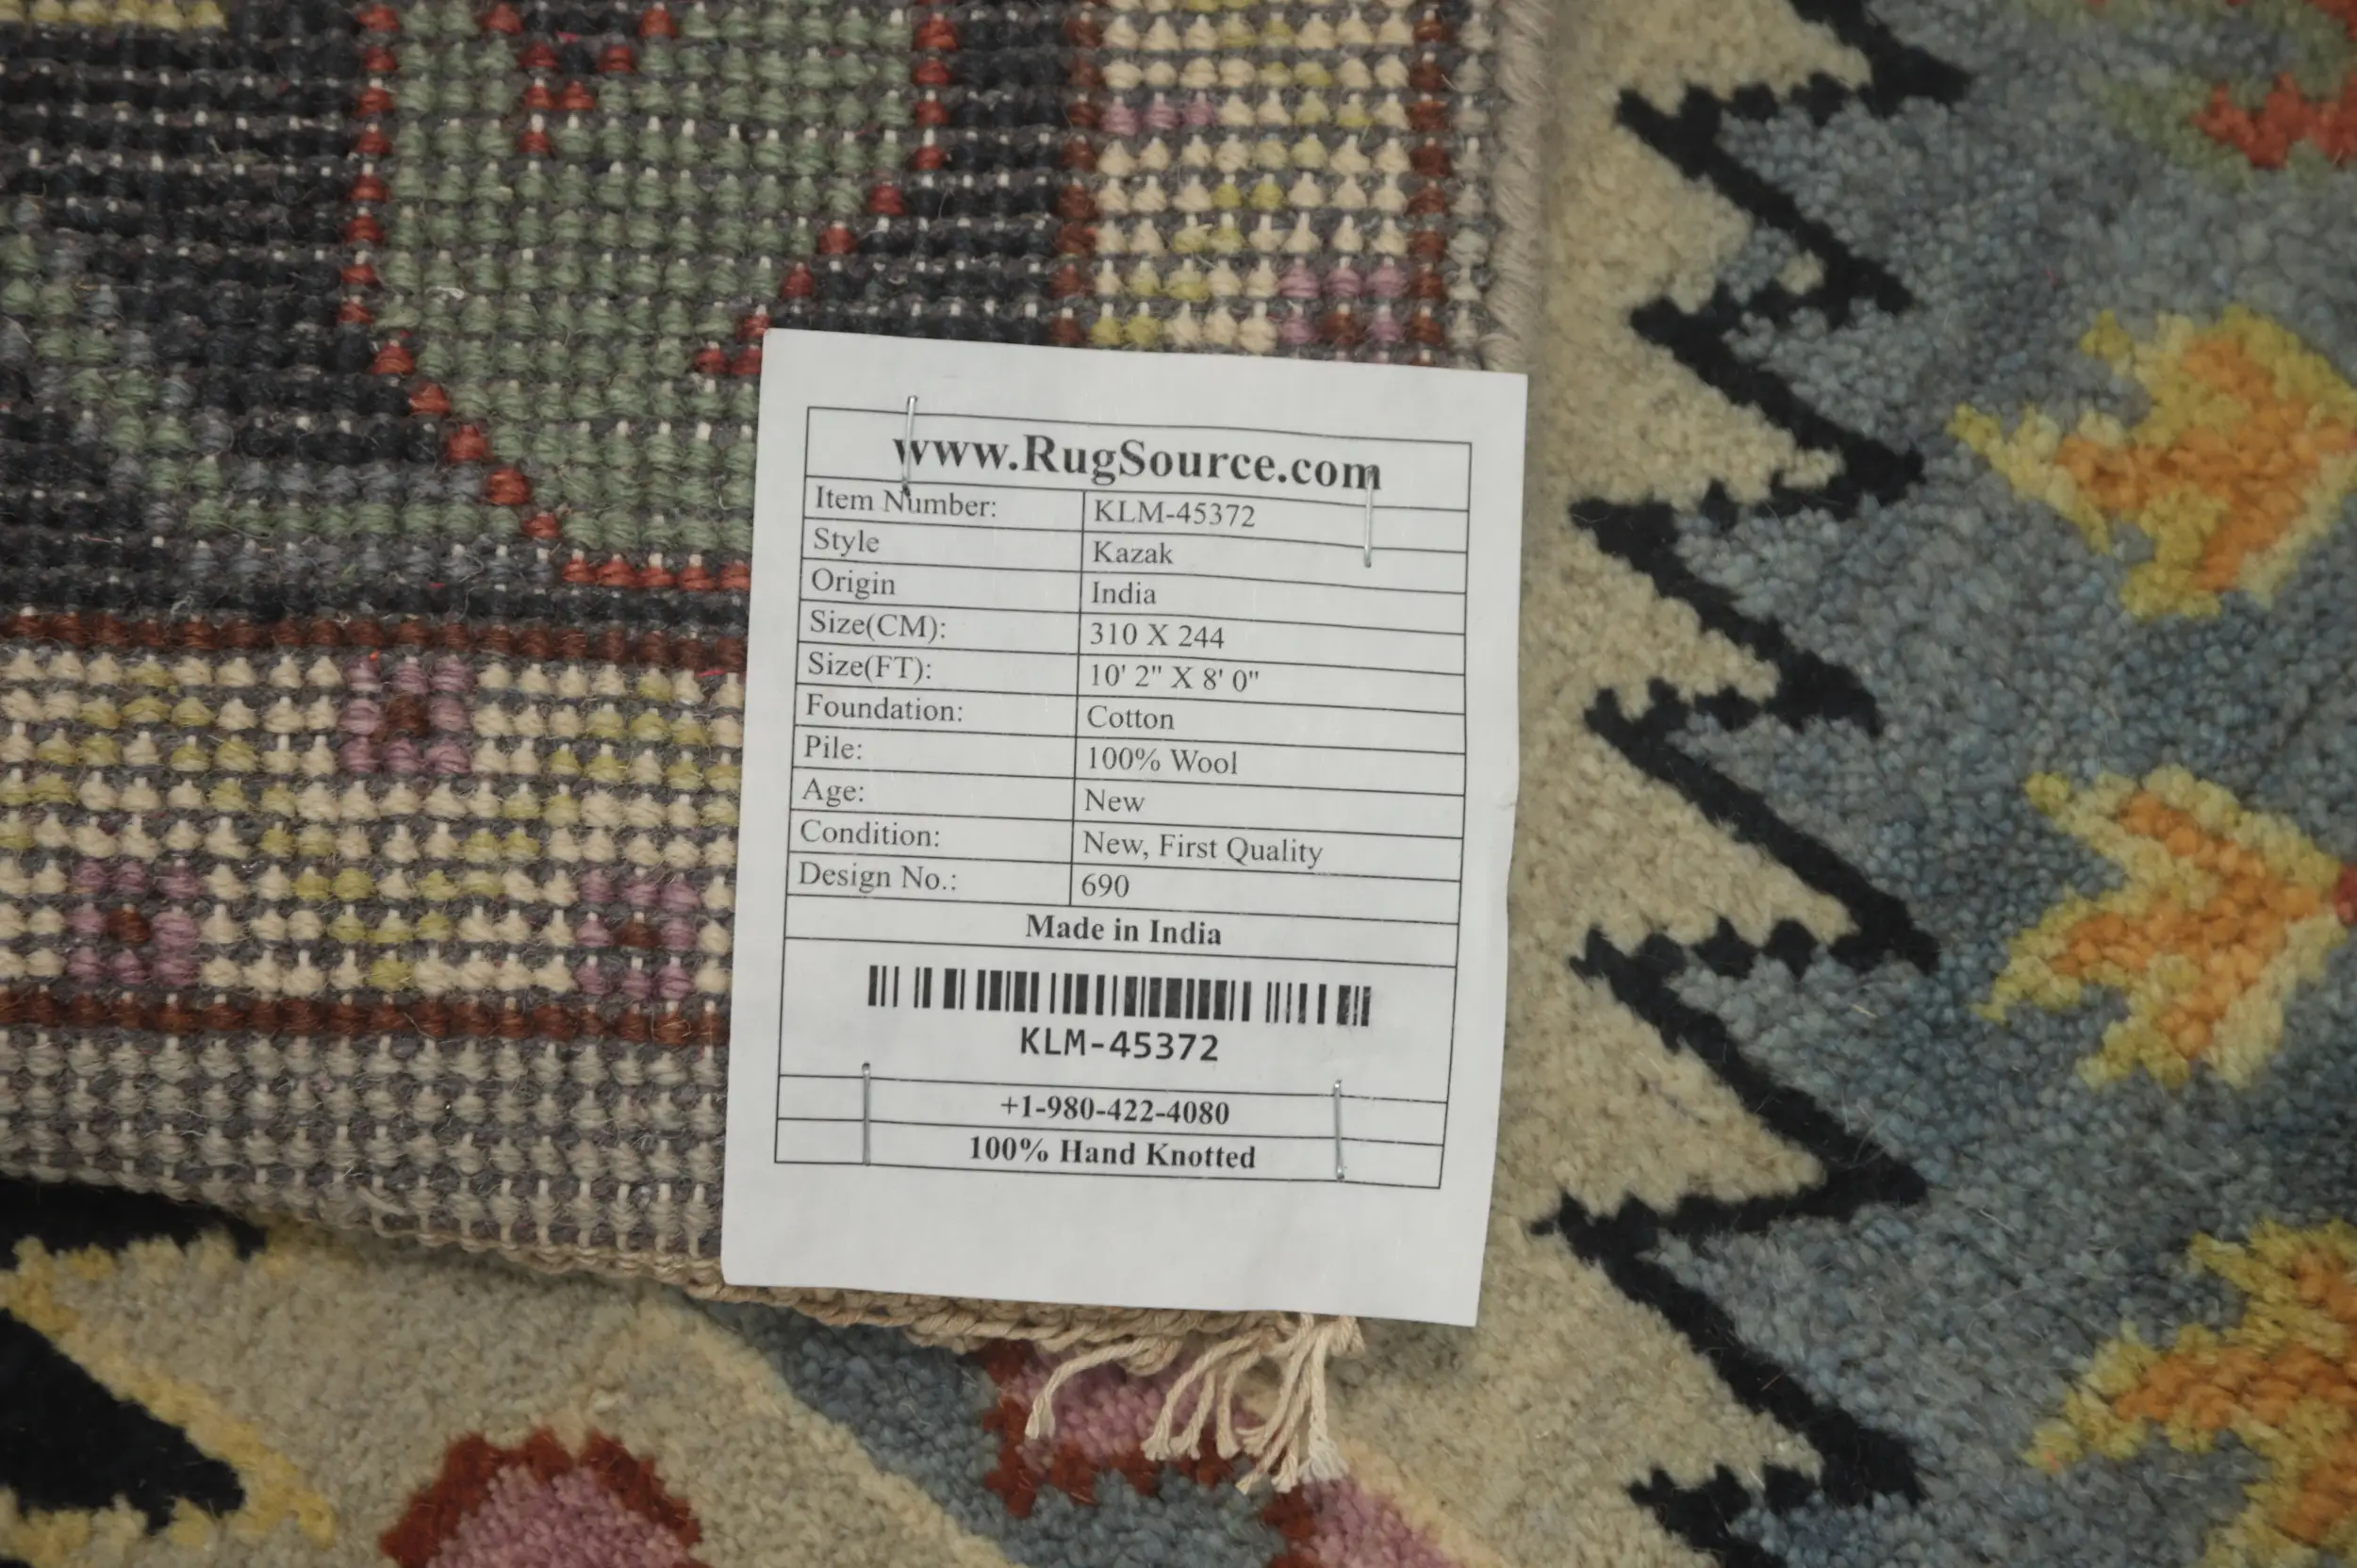 www.RugSource.com
Item Number: KLM-45372
Style Kazak
Origin India
Size(CM): 310 X 244
Size(FT): 10' 2" X 8' 0"
Foundation: Cotton
Pile: 100% Wool
Age: New
Condition: New, First Quality
Design No.: 690
Made in India
KLM-45372
+1-980-422-4080
100% Hand Knotted